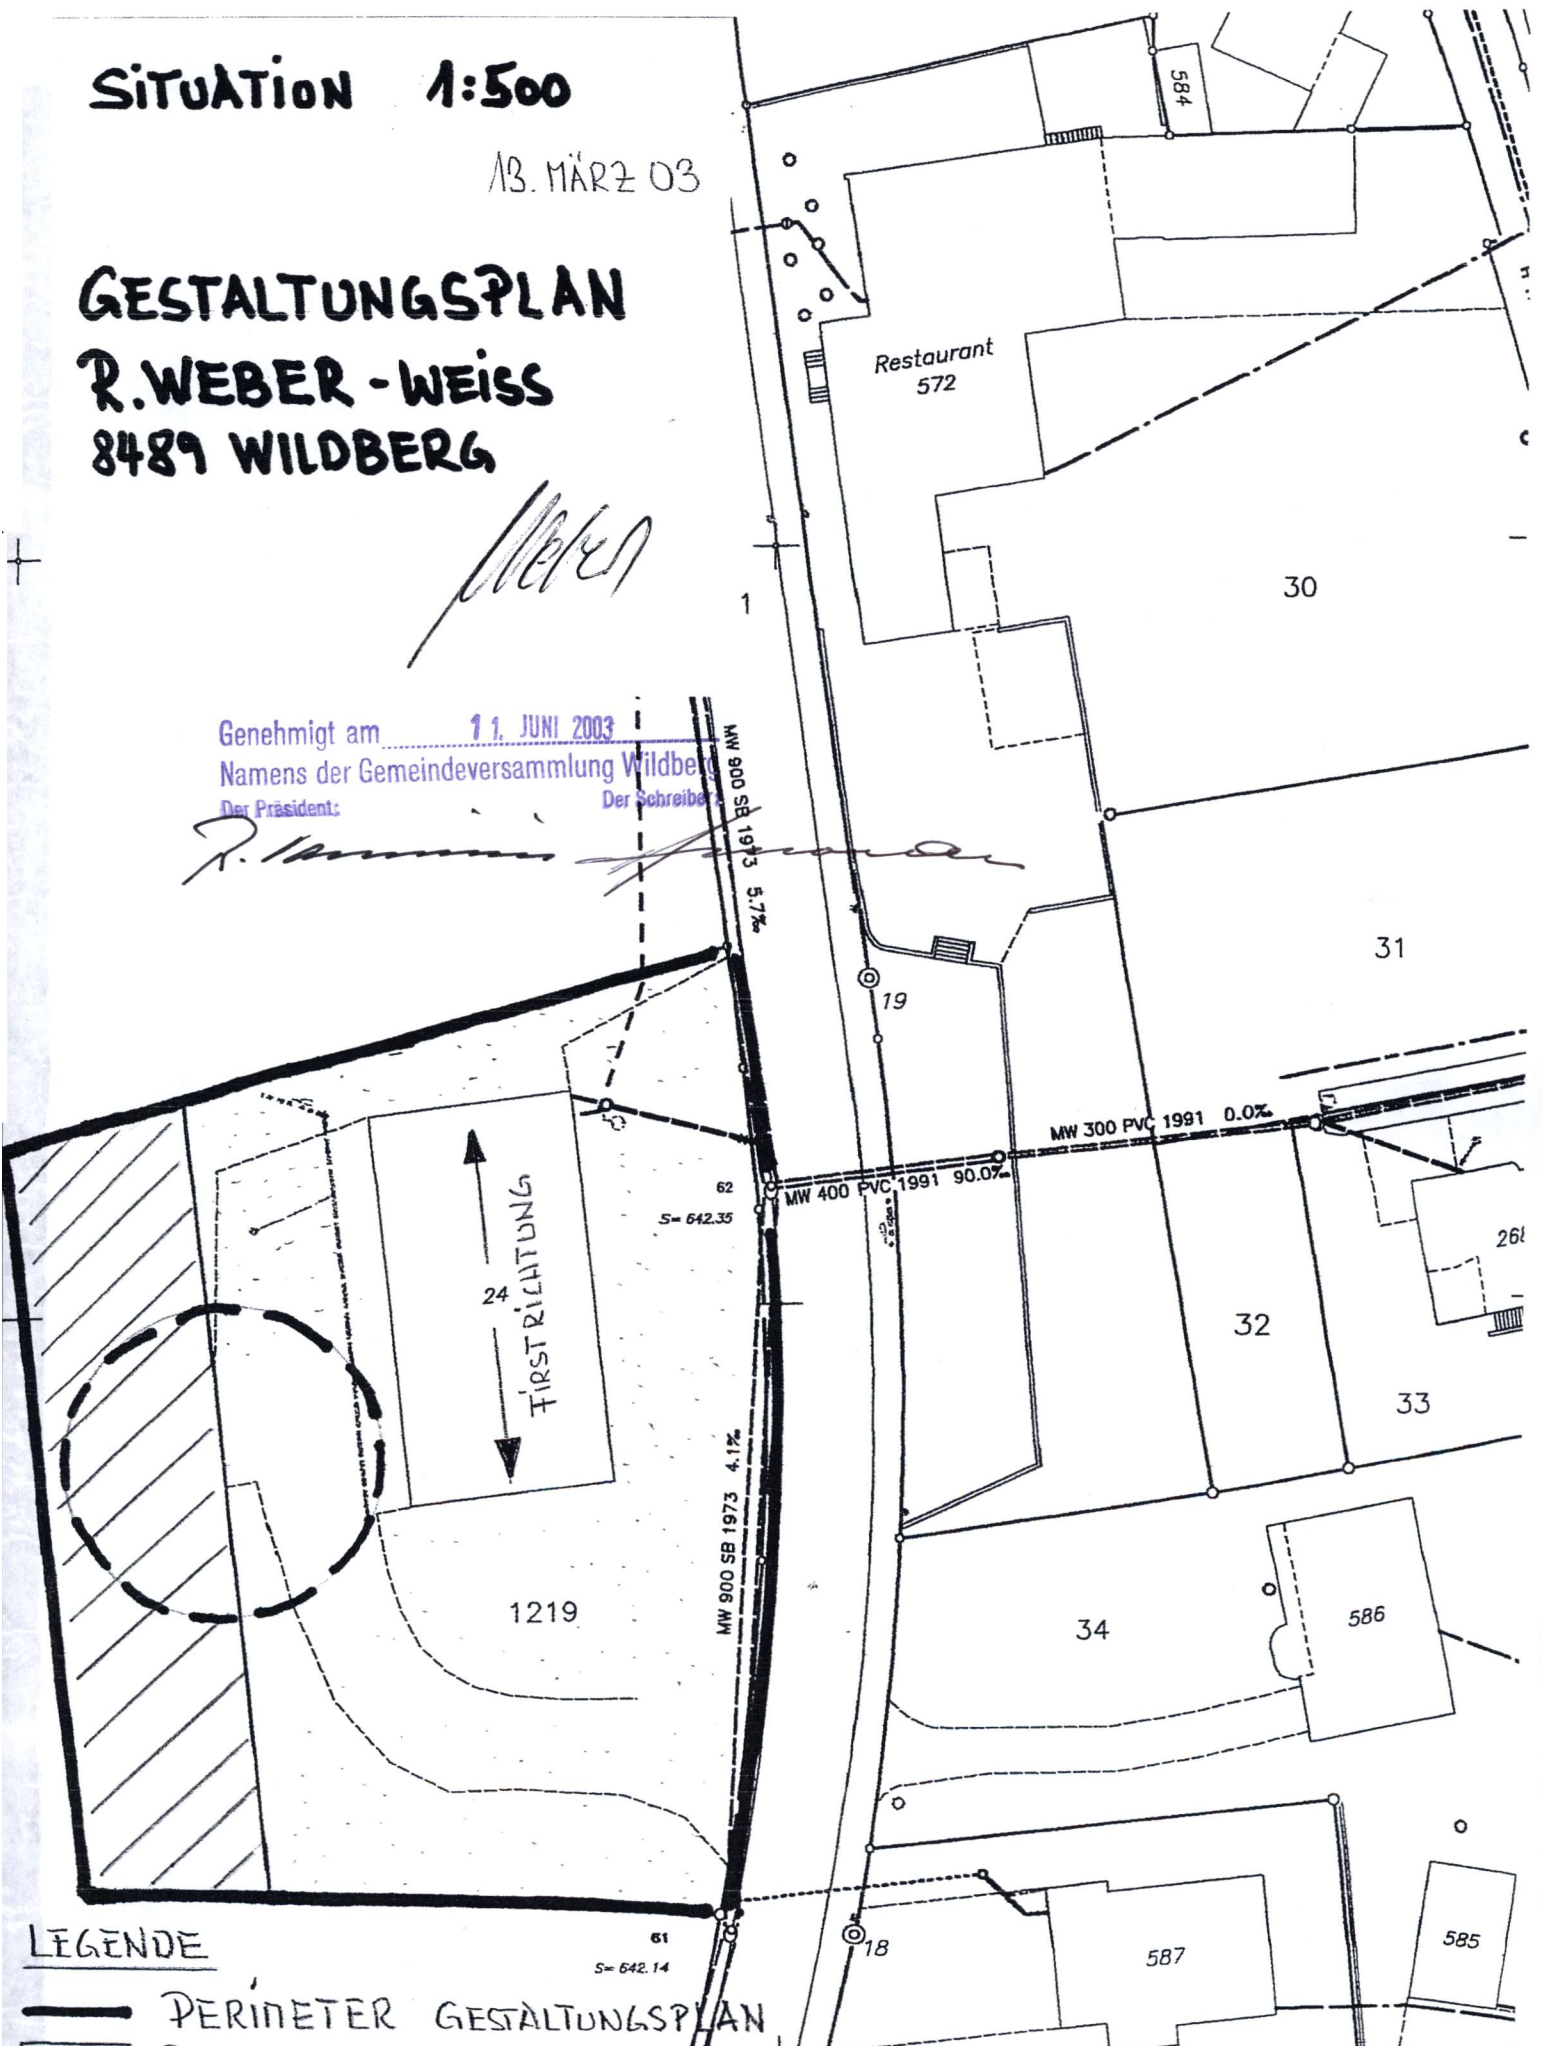 SITUATION 1:500
13. MÄRZ 03
GESTALTUNGSPLAN
R. WEBER - WEISS
8489 WILDBERG
Genehmigt am 11. JUNI 2003
Namens der Gemeindeversammlung Wildberg
Der Präsident: Der Schreiber:
584
Restaurant
572
30
1
MW 900 SB 1973 5.7‰
31
19
MW 300 PVC 1991 0.0‰
MW 400 PVC 1991 90.0‰
62
S= 642.35
24
FIRSTRICHTUNG
268
32
33
MW 900 SB 1973 4.1‰
1219
34
586
61
S= 642.14
18
587
585
LEGENDE
PERIMETER GESTALTUNGSPLAN